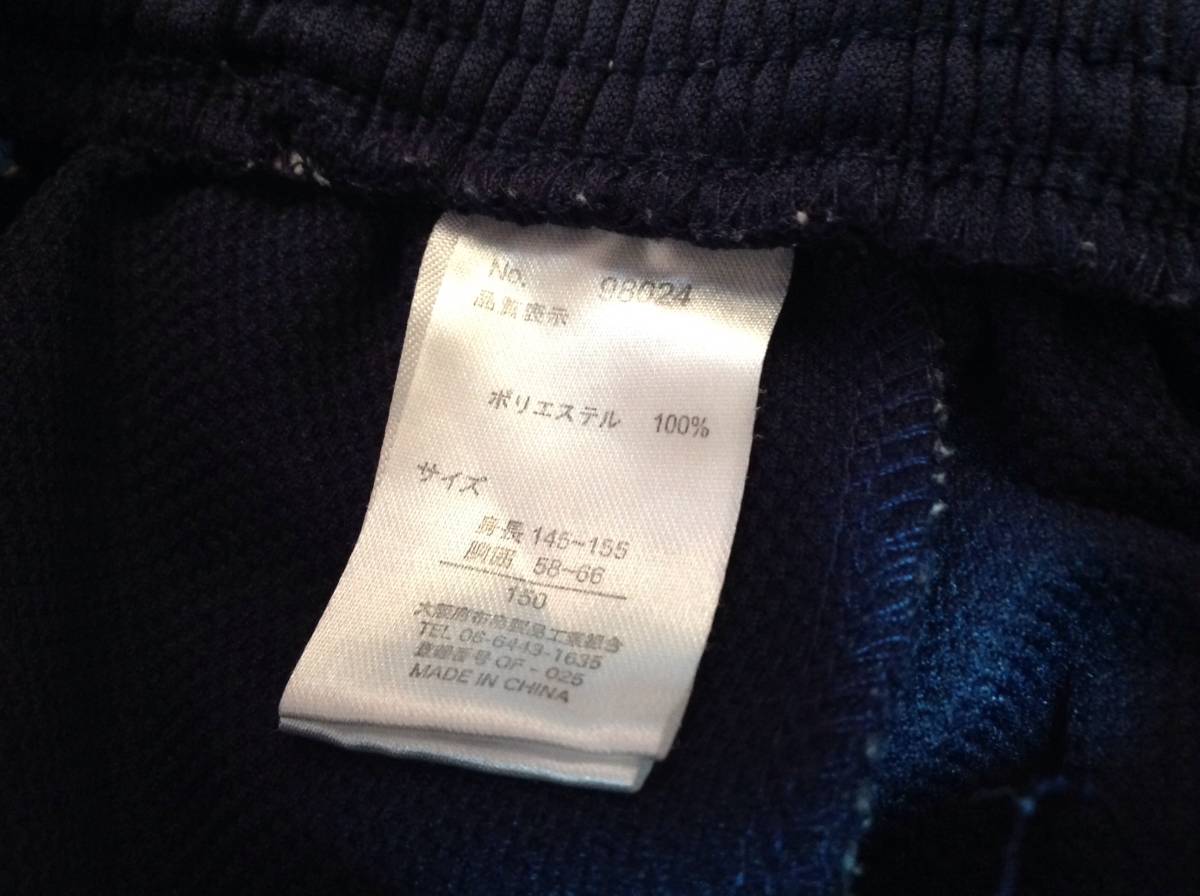 No. 98024
品質表示
ポリエステル 100%
サイズ
身長 145~155
胴囲 58~66
150
大阪府布帛製品工業組合
TEL 06-6443-1635
登録番号 OF-025
MADE IN CHINA